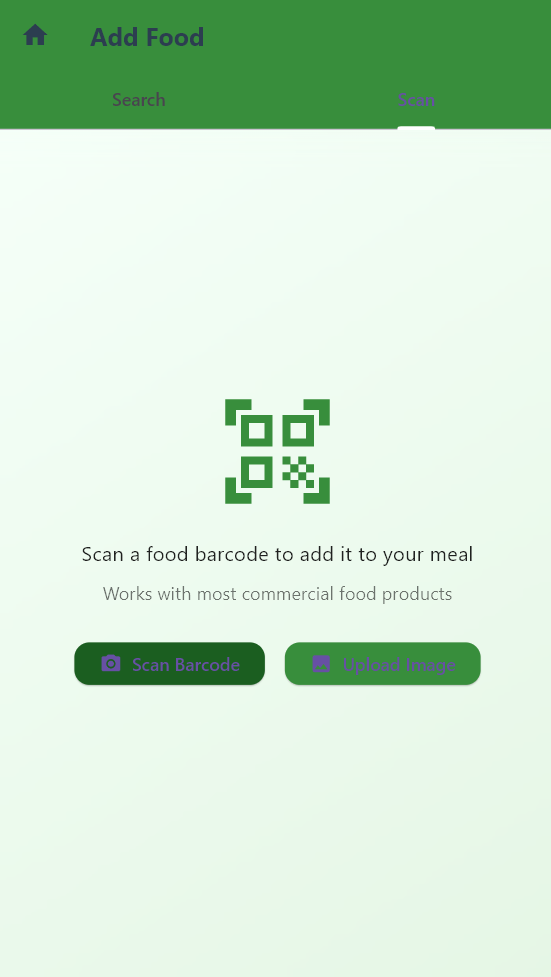 Add Food
Search
Scan
Scan a food barcode to add it to your meal
Works with most commercial food products
Scan Barcode
Upload Image